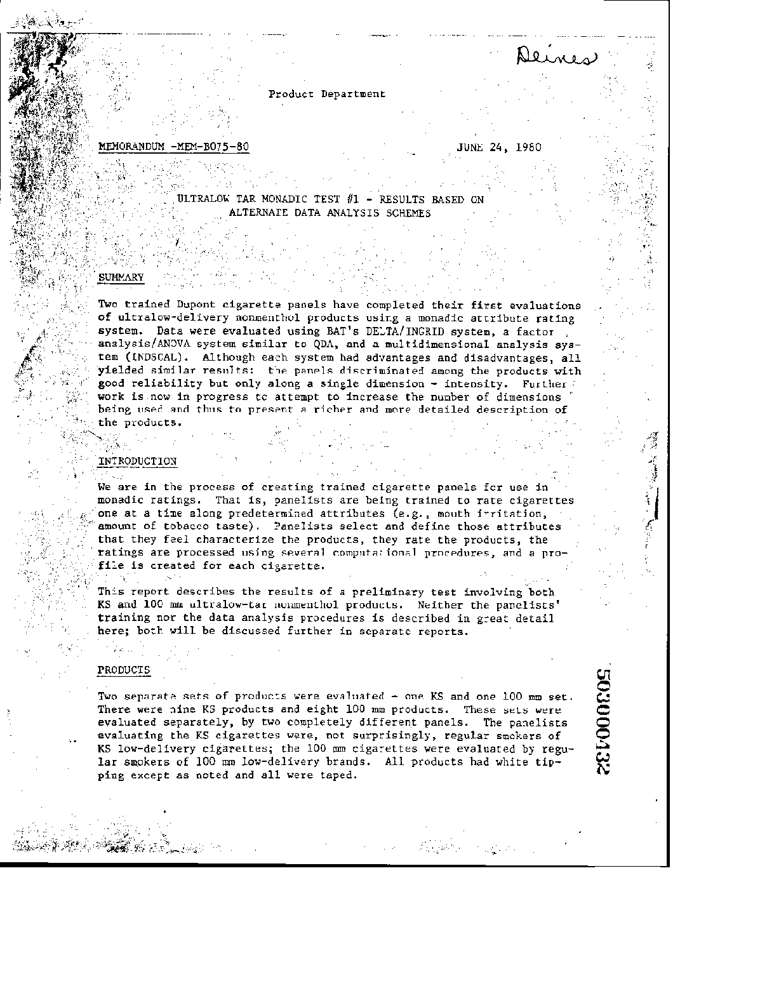 Deines
Product Department
MEMORANDUM -MEM-B075-80
JUNE 24, 1980
ULTRALOW TAR MONADIC TEST #1 - RESULTS BASED ON
ALTERNATE DATA ANALYSIS SCHEMES
SUMMARY
Two trained Dupont cigarette panels have completed their first evaluations
of ultralow-delivery nonmenthol products using a monadic attribute rating
system. Data were evaluated using BAT's DELTA/INGRID system, a factor
analysis/ANOVA system similar to QDA, and a multidimensional analysis sys-
tem (INDSCAL). Although each system had advantages and disadvantages, all
yielded similar results: the panels discriminated among the products with
good reliability but only along a single dimension - intensity. Further
work is now in progress to attempt to increase the number of dimensions
being used and thus to present a richer and more detailed description of
the products.
INTRODUCTION
We are in the process of creating trained cigarette panels for use in
monadic ratings. That is, panelists are being trained to rate cigarettes
one at a time along predetermined attributes (e.g., mouth irritation,
amount of tobacco taste). Panelists select and define those attributes
that they feel characterize the products, they rate the products, the
ratings are processed using several computational procedures, and a pro-
file is created for each cigarette.
This report describes the results of a preliminary test involving both
KS and 100 mm ultralow-tar nonmenthol products. Neither the panelists'
training nor the data analysis procedures is described in great detail
here; both will be discussed further in separate reports.
PRODUCTS
Two separate sets of products were evaluated - one KS and one 100 mm set.
There were nine KS products and eight 100 mm products. These sets were
evaluated separately, by two completely different panels. The panelists
evaluating the KS cigarettes were, not surprisingly, regular smokers of
KS low-delivery cigarettes; the 100 mm cigarettes were evaluated by regu-
lar smokers of 100 mm low-delivery brands. All products had white tip-
ping except as noted and all were taped.
503000432